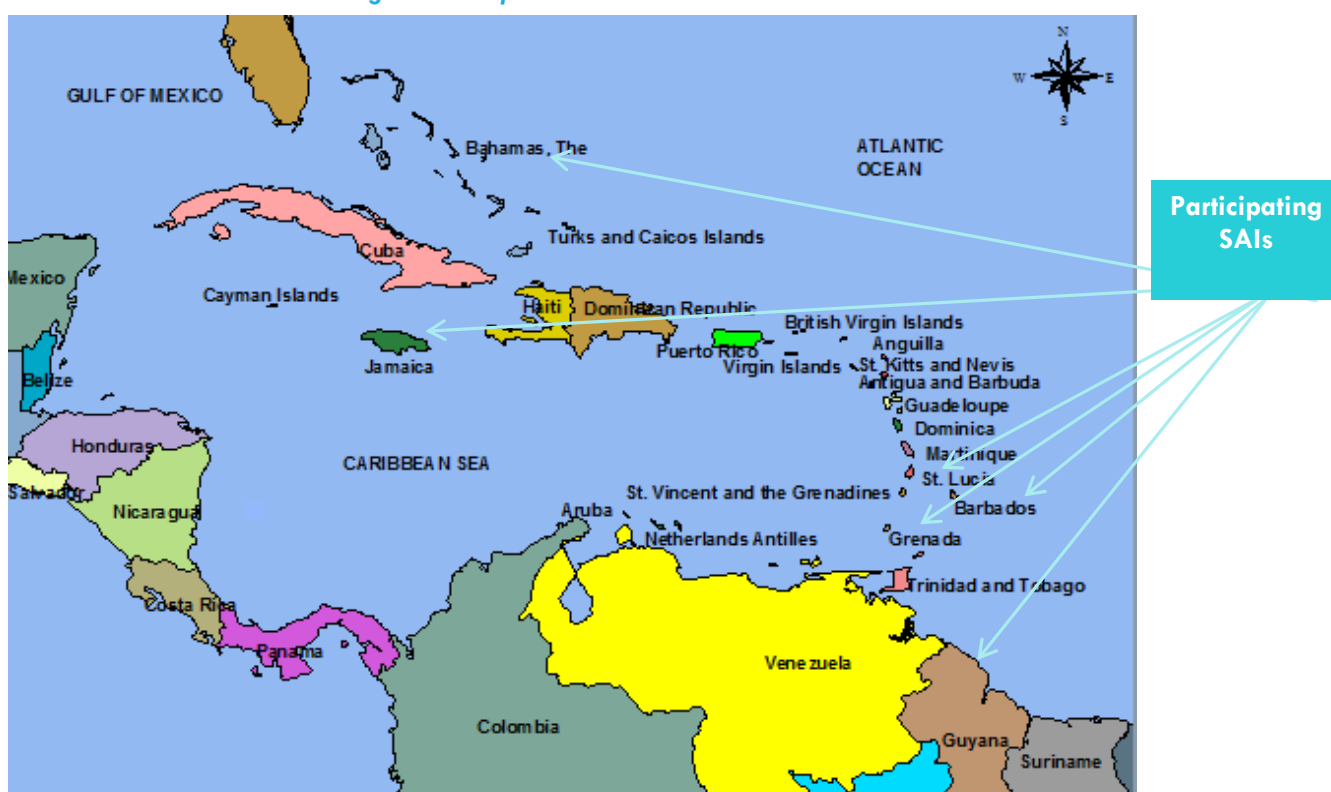 N
W
E
S
GULF OF MEXICO
Bahamas, The
ATLANTIC
OCEAN
Participating
SAIs
Turks and Caicos Islands
Cuba
Mexico
Cayman Islands
Haiti
Dominican Republic
British Virgin Islands
Anguilla
Jamaica
Puerto Rico
Virgin Islands
St. Kitts and Nevis
Belize
Antigua and Barbuda
Guadeloupe
Dominica
Honduras
Martinique
CARIBBEAN SEA
St. Lucia
Salvador
St. Vincent and the Grenadines
Barbados
Nicaragua
Aruba
Netherlands Antilles
Grenada
Trinidad and Tobago
Costa Rica
Panama
Venezuela
Colombia
Guyana
Suriname